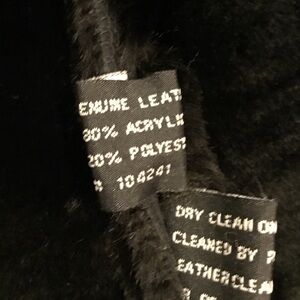 ENUINE LEAT
80% ACRYLI
20% POLYEST
104241
DRY CLEAN ON
CLEANED BY
EATHERCLEA